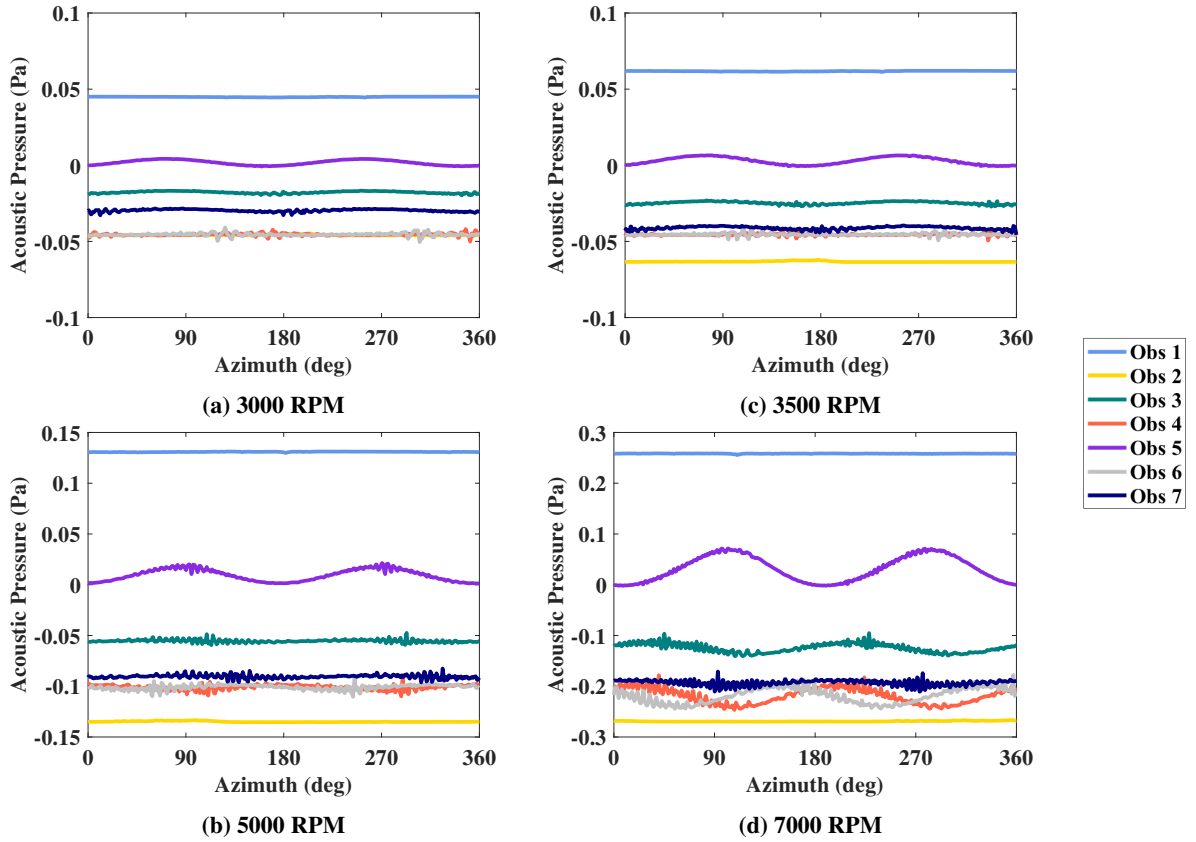 0.1
0.05
0
-0.05
-0.1
Acoustic Pressure (Pa)
0 90 180 270 360
Azimuth (deg)
(a) 3000 RPM
0.1
0.05
0
-0.05
-0.1
Acoustic Pressure (Pa)
0 90 180 270 360
Azimuth (deg)
(c) 3500 RPM
Obs 1
Obs 2
Obs 3
Obs 4
Obs 5
Obs 6
Obs 7
0.15
0.1
0.05
0
-0.05
-0.1
-0.15
Acoustic Pressure (Pa)
0 90 180 270 360
Azimuth (deg)
(b) 5000 RPM
0.3
0.2
0.1
0
-0.1
-0.2
-0.3
Acoustic Pressure (Pa)
0 90 180 270 360
Azimuth (deg)
(d) 7000 RPM